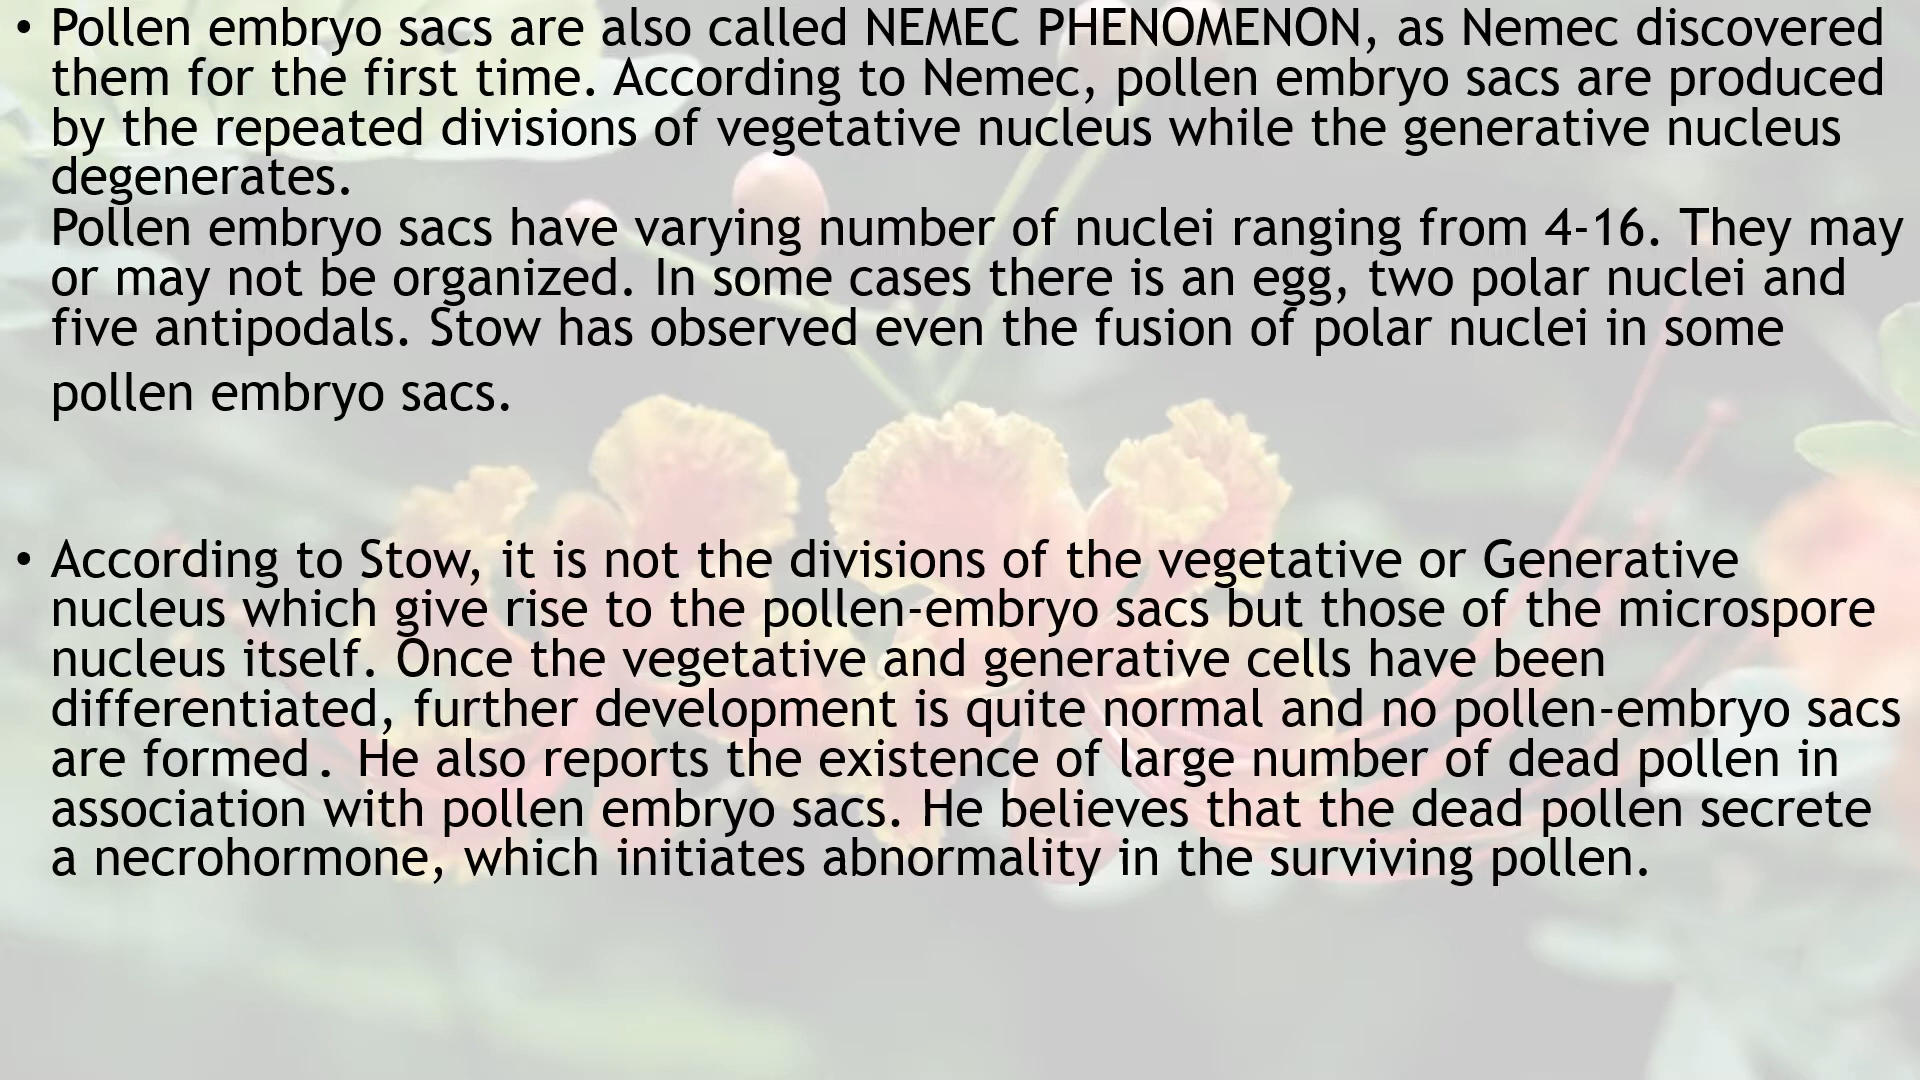 • Pollen embryo sacs are also called NEMEC PHENOMENON, as Nemec discovered
them for the first time. According to Nemec, pollen embryo sacs are produced
by the repeated divisions of vegetative nucleus while the generative nucleus
degenerates.
Pollen embryo sacs have varying number of nuclei ranging from 4-16. They may
or may not be organized. In some cases there is an egg, two polar nuclei and
five antipodals. Stow has observed even the fusion of polar nuclei in some
pollen embryo sacs.
• According to Stow, it is not the divisions of the vegetative or Generative
nucleus which give rise to the pollen-embryo sacs but those of the microspore
nucleus itself. Once the vegetative and generative cells have been
differentiated, further development is quite normal and no pollen-embryo sacs
are formed. He also reports the existence of large number of dead pollen in
association with pollen embryo sacs. He believes that the dead pollen secrete
a necrohormone, which initiates abnormality in the surviving pollen.